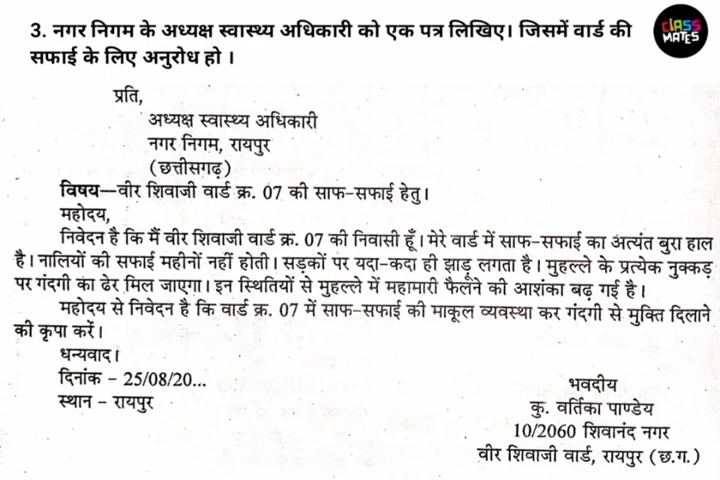 3. नगर निगम के अध्यक्ष स्वास्थ्य अधिकारी को एक पत्र लिखिए। जिसमें वार्ड की
सफाई के लिए अनुरोध हो ।
CLASS
MATES
प्रति,
अध्यक्ष स्वास्थ्य अधिकारी
नगर निगम, रायपुर
(छत्तीसगढ़)
विषय—वीर शिवाजी वार्ड क्र. 07 की साफ-सफाई हेतु।
महोदय,
निवेदन है कि मैं वीर शिवाजी वार्ड क्र. 07 की निवासी हूँ। मेरे वार्ड में साफ-सफाई का अत्यंत बुरा हाल
है। नालियों की सफाई महीनों नहीं होती। सड़कों पर यदा-कदा ही झाड़ू लगता है। मुहल्ले के प्रत्येक नुक्कड़
पर गंदगी का ढेर मिल जाएगा। इन स्थितियों से मुहल्ले में महामारी फैलने की आशंका बढ़ गई है।
महोदय से निवेदन है कि वार्ड क्र. 07 में साफ-सफाई की माकूल व्यवस्था कर गंदगी से मुक्ति दिलाने
की कृपा करें।
धन्यवाद।
दिनांक – 25/08/20...
स्थान – रायपुर
भवदीय
कु. वर्तिका पाण्डेय
10/2060 शिवानंद नगर
वीर शिवाजी वार्ड, रायपुर (छ.ग.)